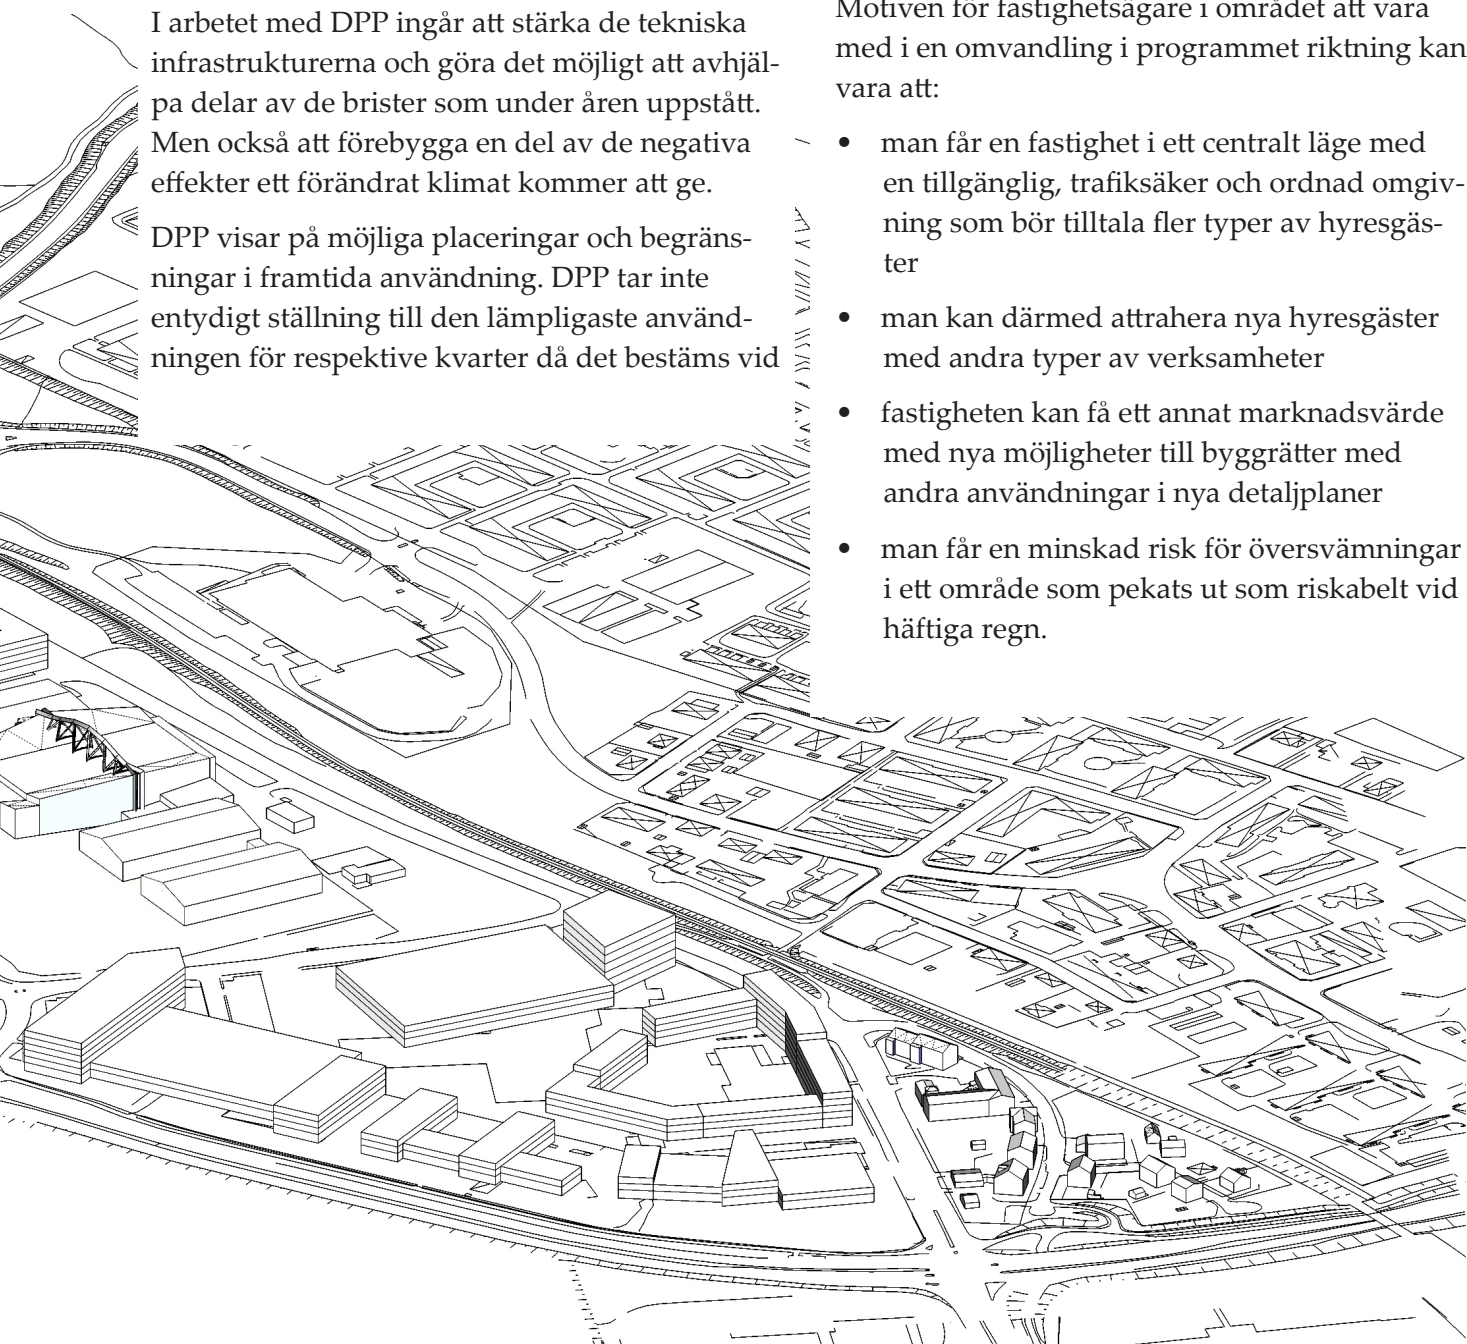 I arbetet med DPP ingår att stärka de tekniska
infrastrukturerna och göra det möjligt att avhjäl-
pa delar av de brister som under åren uppstått.
Men också att förebygga en del av de negativa
effekter ett förändrat klimat kommer att ge.
DPP visar på möjliga placeringar och begräns-
ningar i framtida användning. DPP tar inte
entydigt ställning till den lämpligaste använd-
ningen för respektive kvarter då det bestäms vid
Motiven för fastighetsägare i området att vara
med i en omvandling i programmet riktning kan
vara att:
• man får en fastighet i ett centralt läge med
en tillgänglig, trafiksäker och ordnad omgiv-
ning som bör tilltala fler typer av hyresgäs-
ter
• man kan därmed attrahera nya hyresgäster
med andra typer av verksamheter
• fastigheten kan få ett annat marknadsvärde
med nya möjligheter till byggrätter med
andra användningar i nya detaljplaner
• man får en minskad risk för översvämningar
i ett område som pekats ut som riskabelt vid
häftiga regn.